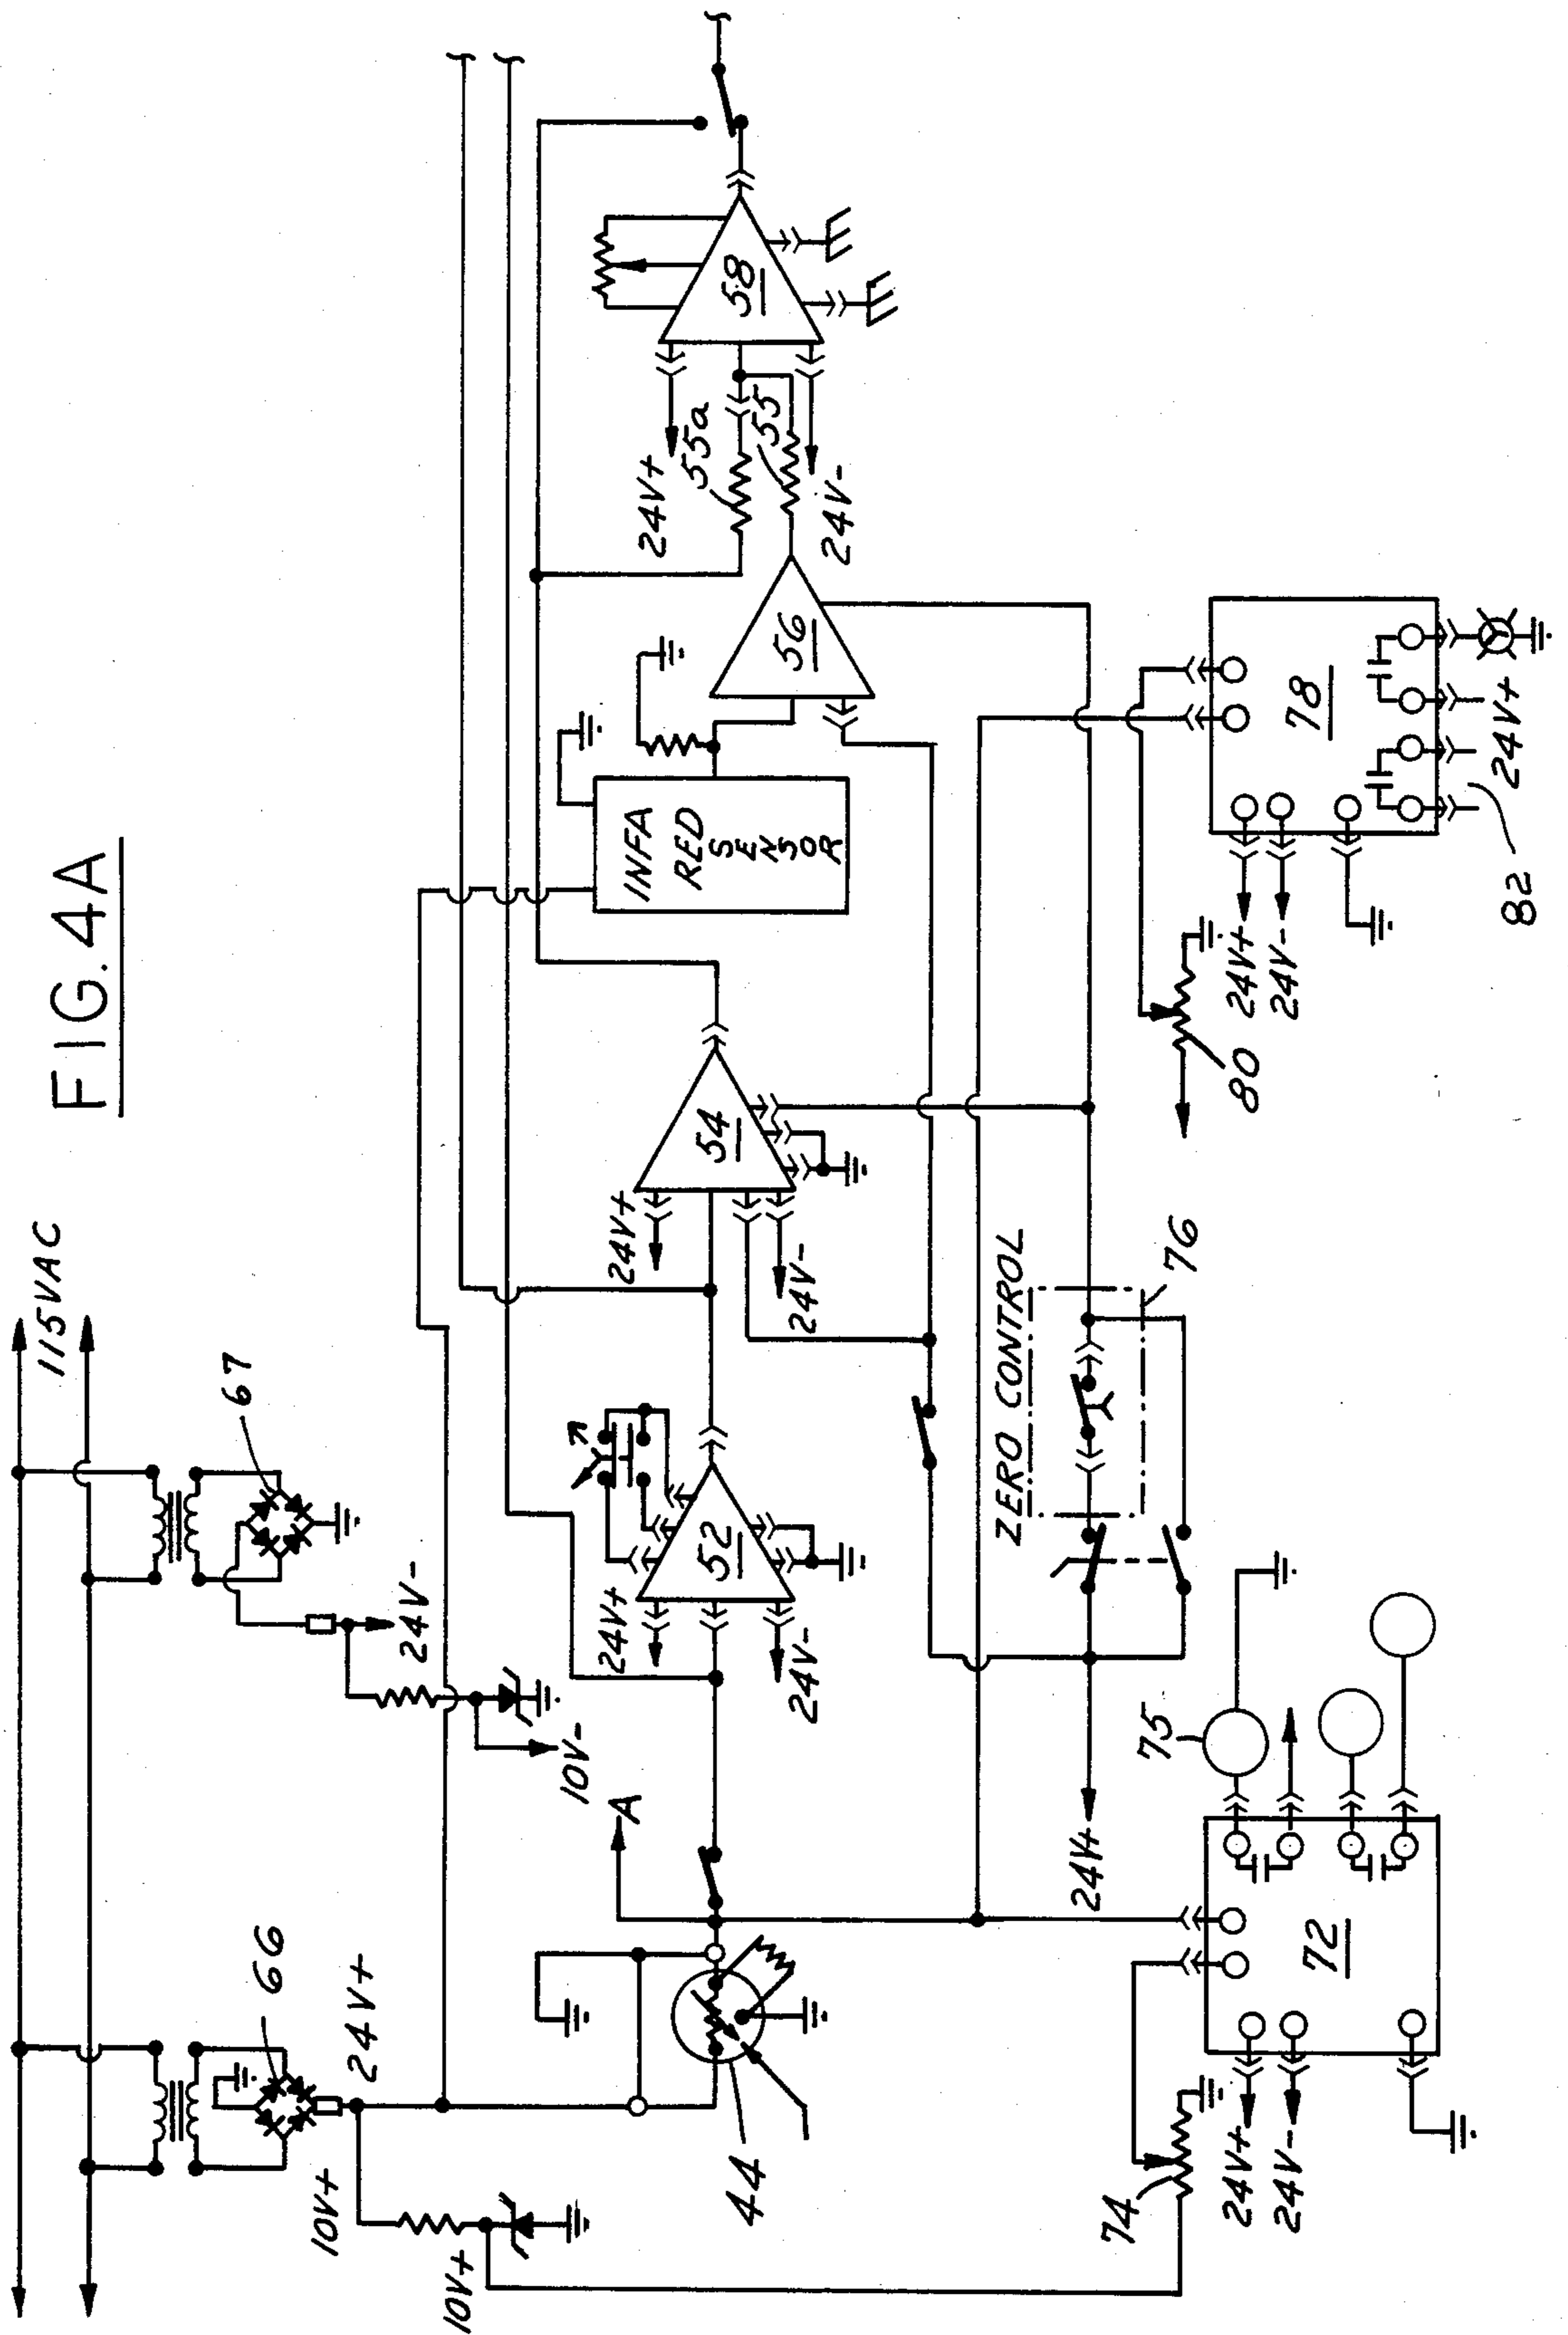 FIG. 4A
115VAC
67
66
24V+
24V-
10V+
10V-
10V+
A
44
24V+
24V-
52
24V+
24V-
54
INFA
RED
SENSOR
56
24V+
55a
55
24V-
58
ZERO CONTROL
76
24V+
74
24V+
24V-
72
75
80
24V+
24V-
78
24V+
82